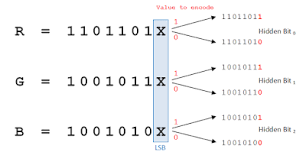 Value to encode
1 11011011
R = 1101101X Hidden Bit 0
0 11011010
1 10010111
G = 1001011X Hidden Bit 1
0 10010110
1 10010101
B = 1001010X Hidden Bit 2
0 10010100
LSB